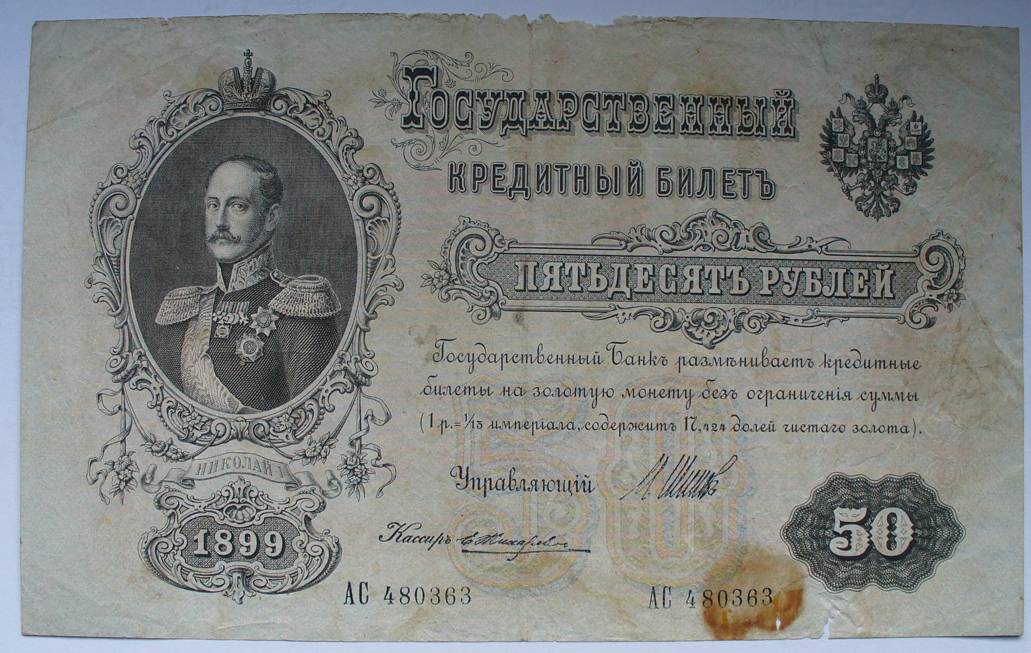 Государственный
КРЕДИТНЫЙ БИЛЕТЪ
ПЯТЬДЕСЯТЪ РУБЛЕЙ
Государственный Банкъ размѣниваетъ кредитные
билеты на золотую монету безъ ограниченія суммы
(1 р.= 1/15 имперіала, содержитъ 17,424 долей чистаго золота).
Управляющій
НИКОЛАЙ I
1899
50
Кассиръ
АС 480363
АС 480363